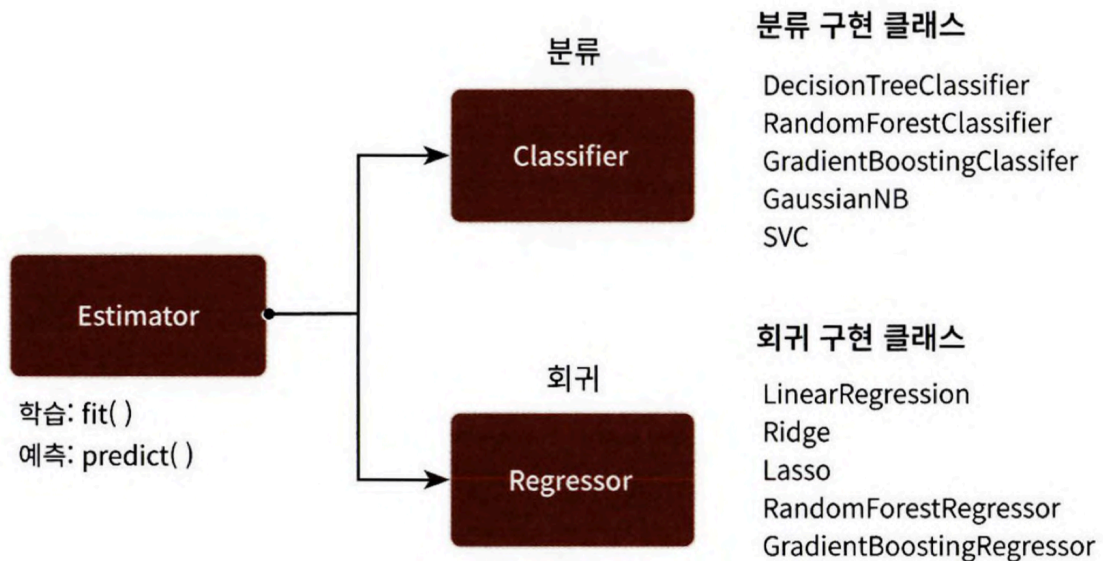 분류 구현 클래스
분류
DecisionTreeClassifier
RandomForestClassifier
Classifier
GradientBoostingClassifer
GaussianNB
SVC
Estimator
회귀 구현 클래스
회귀
학습: fit( )
LinearRegression
Ridge
예측: predict( )
Lasso
Regressor
RandomForestRegressor
GradientBoostingRegressor